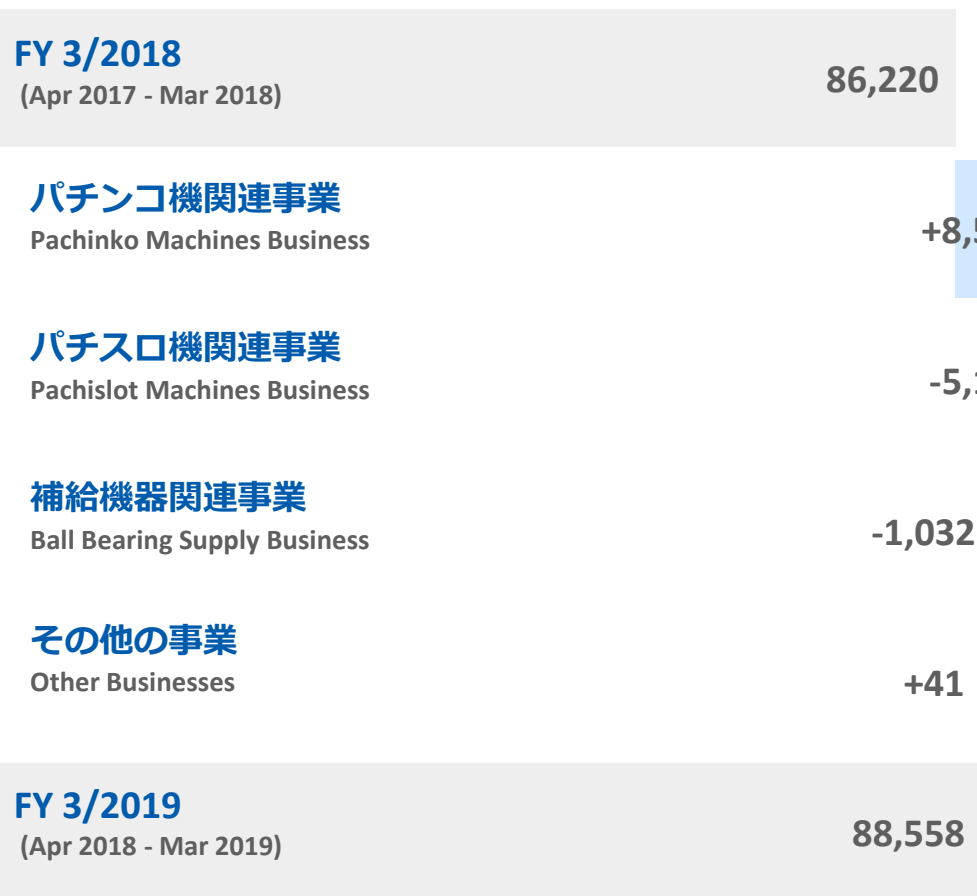 FY 3/2018
(Apr 2017 - Mar 2018)
86,220
パチンコ機関連事業
Pachinko Machines Business
+8,
パチスロ機関連事業
Pachislot Machines Business
-5,
補給機器関連事業
Ball Bearing Supply Business
-1,032
その他の事業
Other Businesses
+41
FY 3/2019
(Apr 2018 - Mar 2019)
88,558